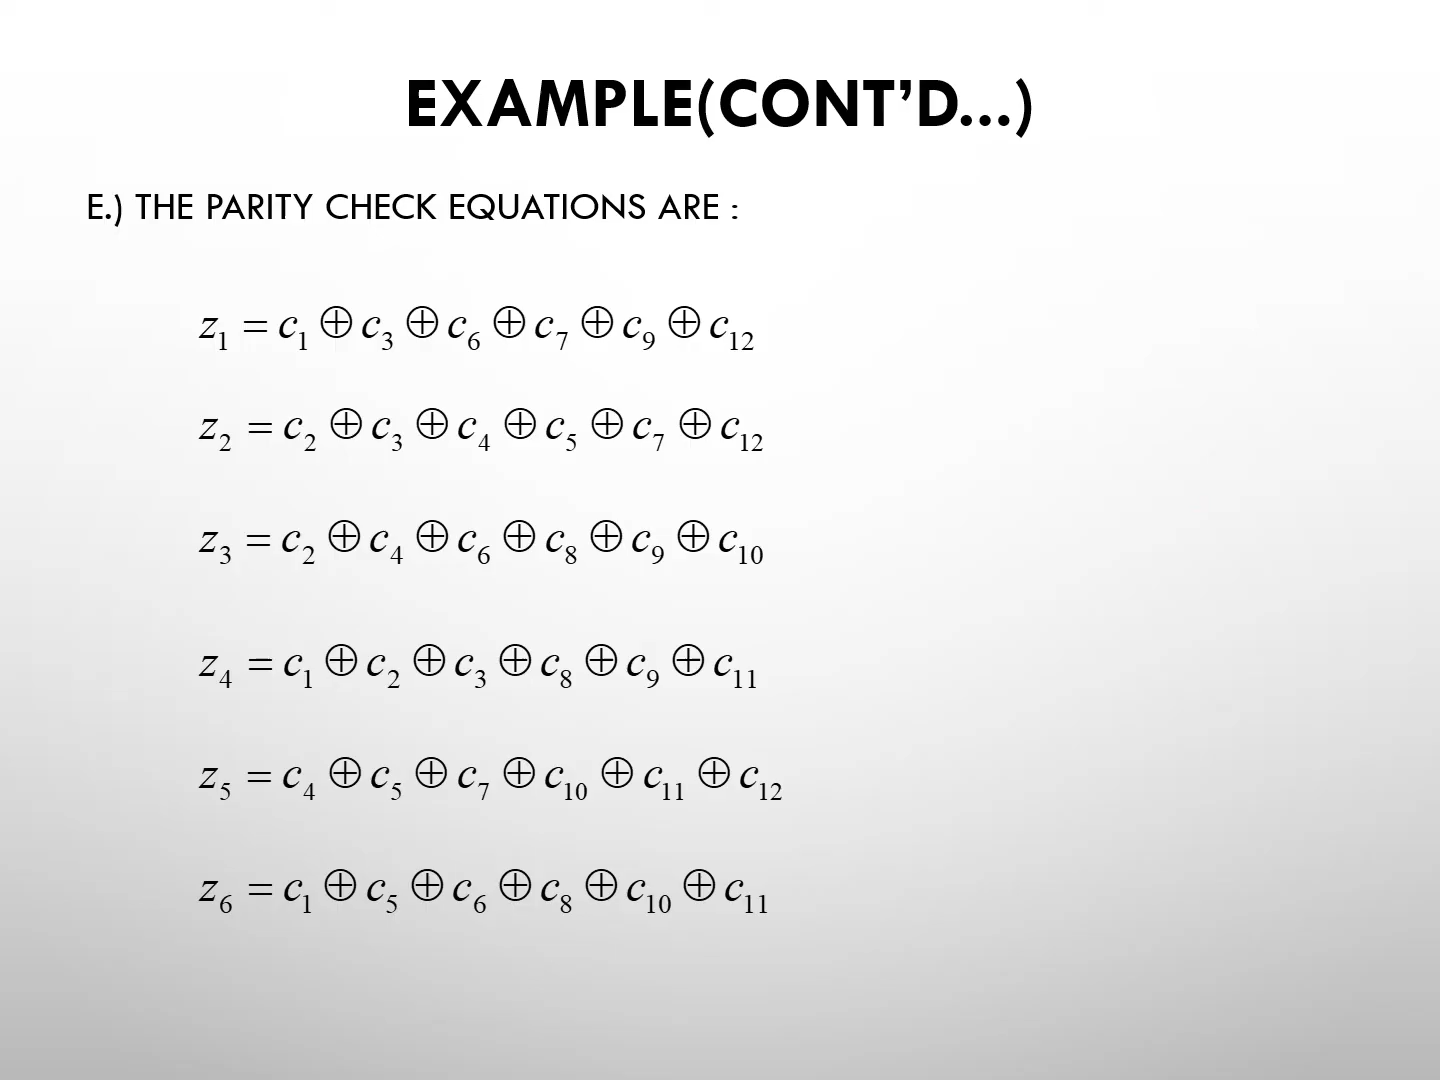 EXAMPLE(CONT’D...)
E.) THE PARITY CHECK EQUATIONS ARE :
z₁ = c₁ ⊕ c₃ ⊕ c₆ ⊕ c₇ ⊕ c₉ ⊕ c₁₂
z₂ = c₂ ⊕ c₃ ⊕ c₄ ⊕ c₅ ⊕ c₇ ⊕ c₁₂
z₃ = c₂ ⊕ c₄ ⊕ c₆ ⊕ c₈ ⊕ c₉ ⊕ c₁₀
z₄ = c₁ ⊕ c₂ ⊕ c₃ ⊕ c₈ ⊕ c₉ ⊕ c₁₁
z₅ = c₄ ⊕ c₅ ⊕ c₇ ⊕ c₁₀ ⊕ c₁₁ ⊕ c₁₂
z₆ = c₁ ⊕ c₅ ⊕ c₆ ⊕ c₈ ⊕ c₁₀ ⊕ c₁₁